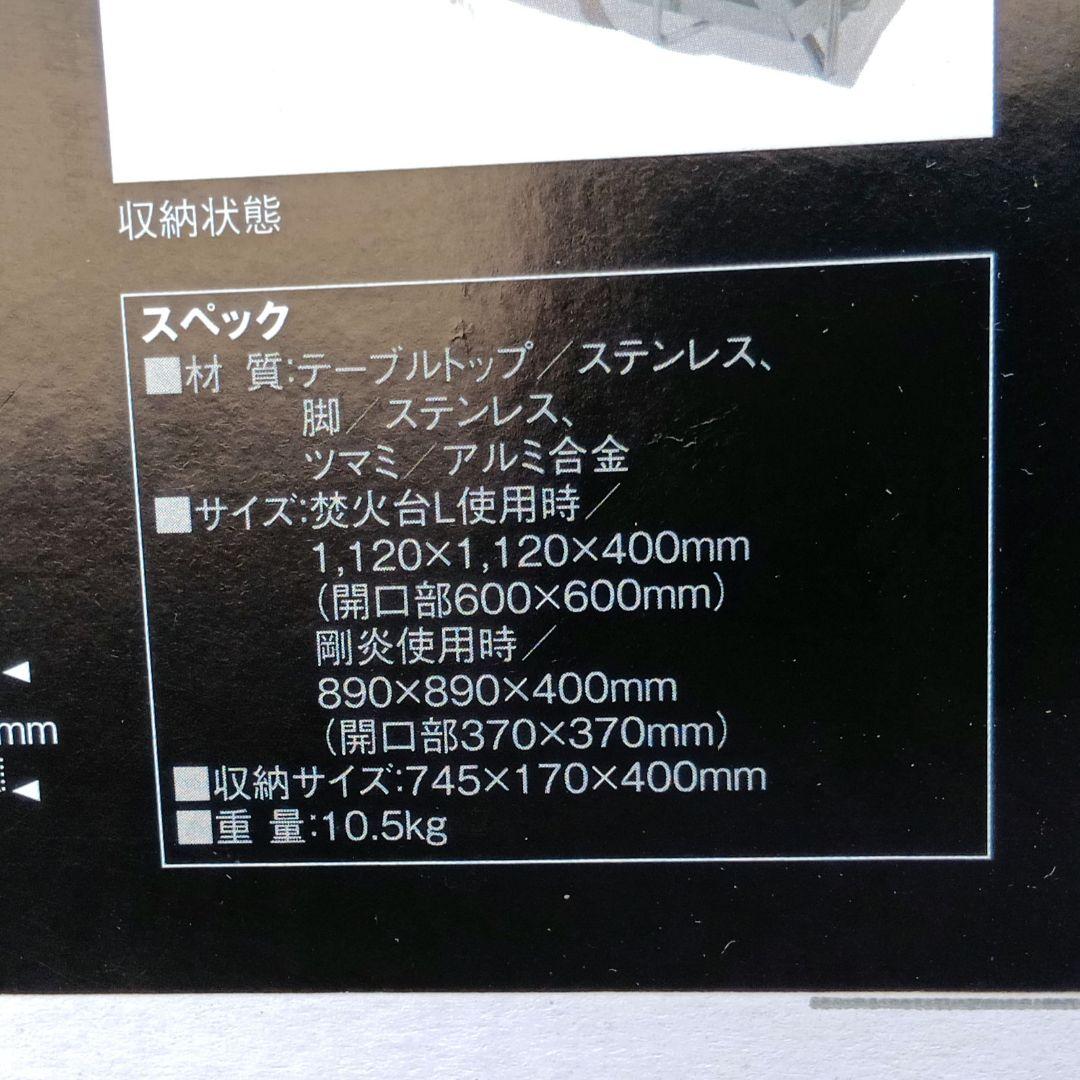 収納状態
スペック
■材 質:テーブルトップ／ステンレス、
脚／ステンレス、
ツマミ／アルミ合金
■サイズ:焚火台L使用時／
1,120×1,120×400mm
(開口部600×600mm)
剛炎使用時／
890×890×400mm
(開口部370×370mm)
■収納サイズ:745×170×400mm
■重 量:10.5kg
mm